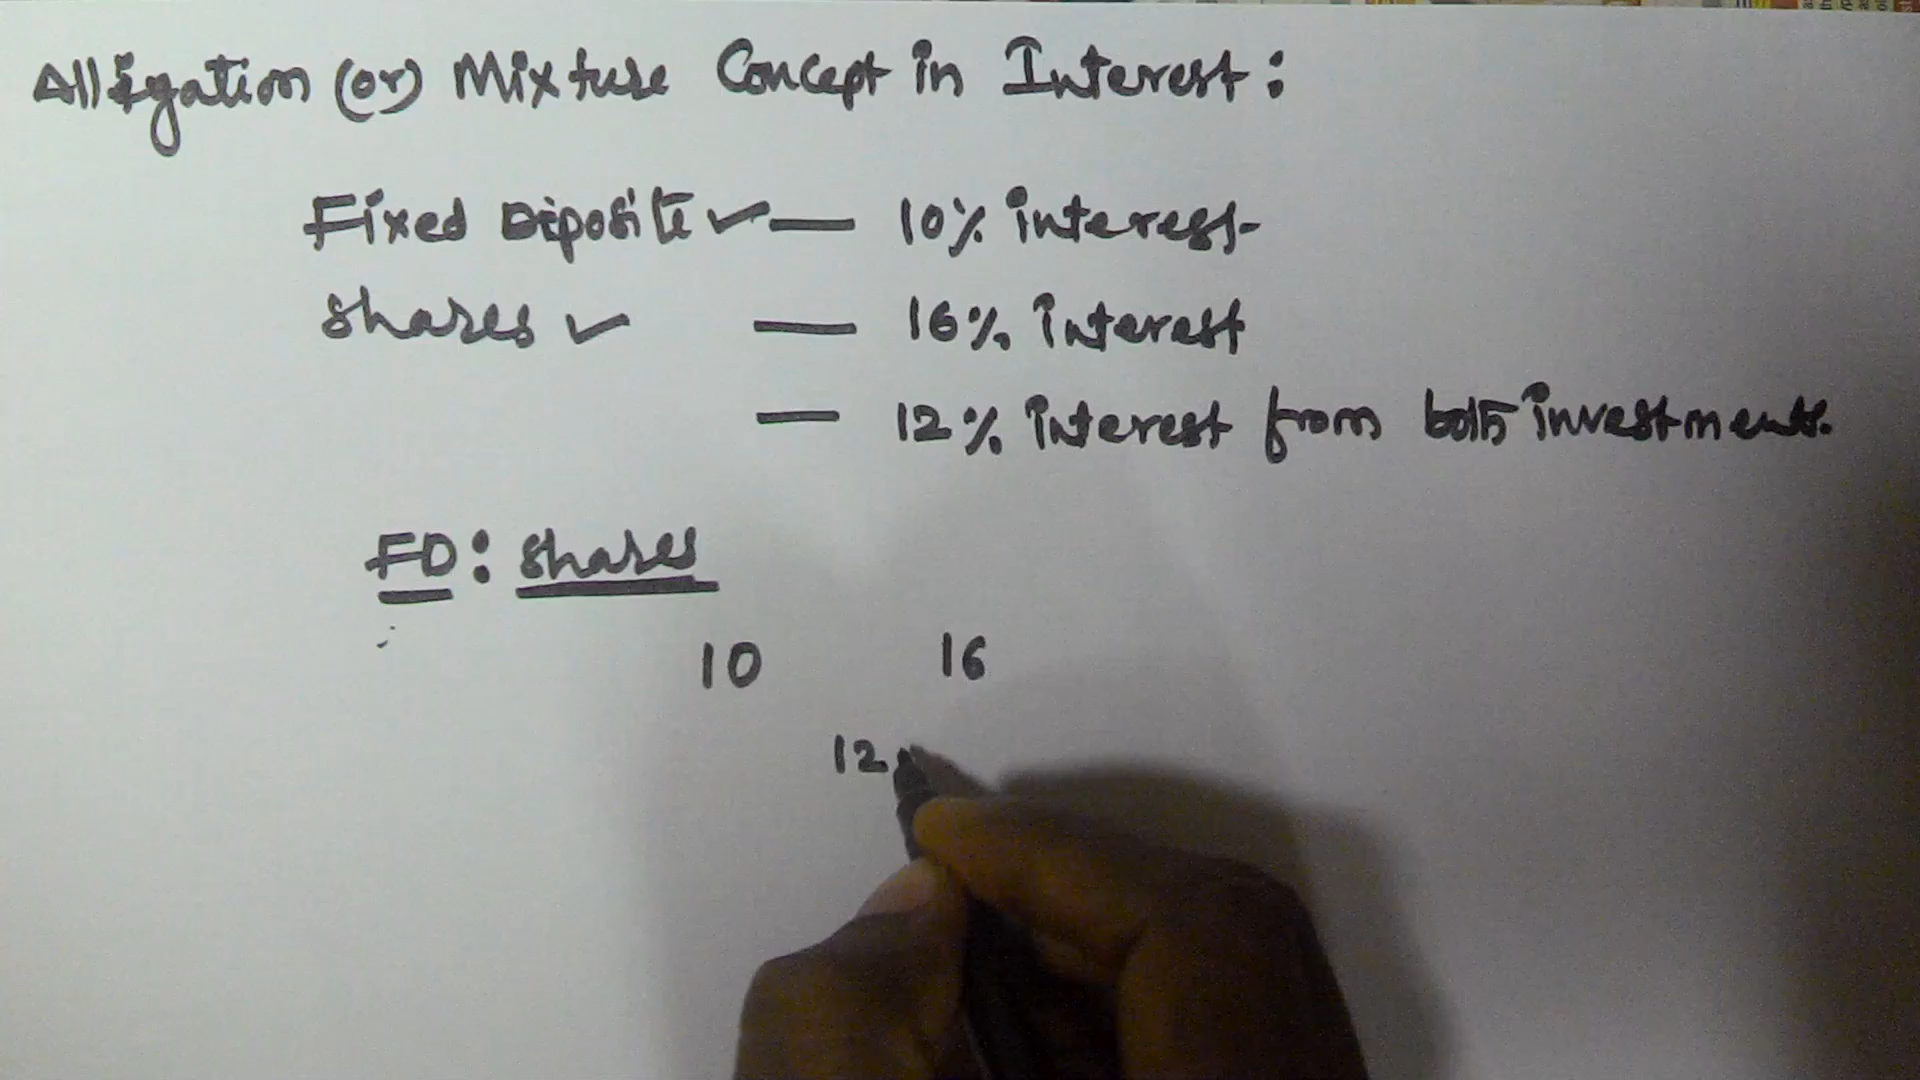 Alligation (or) Mixture Concept in Interest:
Fixed Diposite ✓ — 10% interest
Shares ✓ — 16% interest
— 12% interest from both investments.
FD : Shares
10 16
12